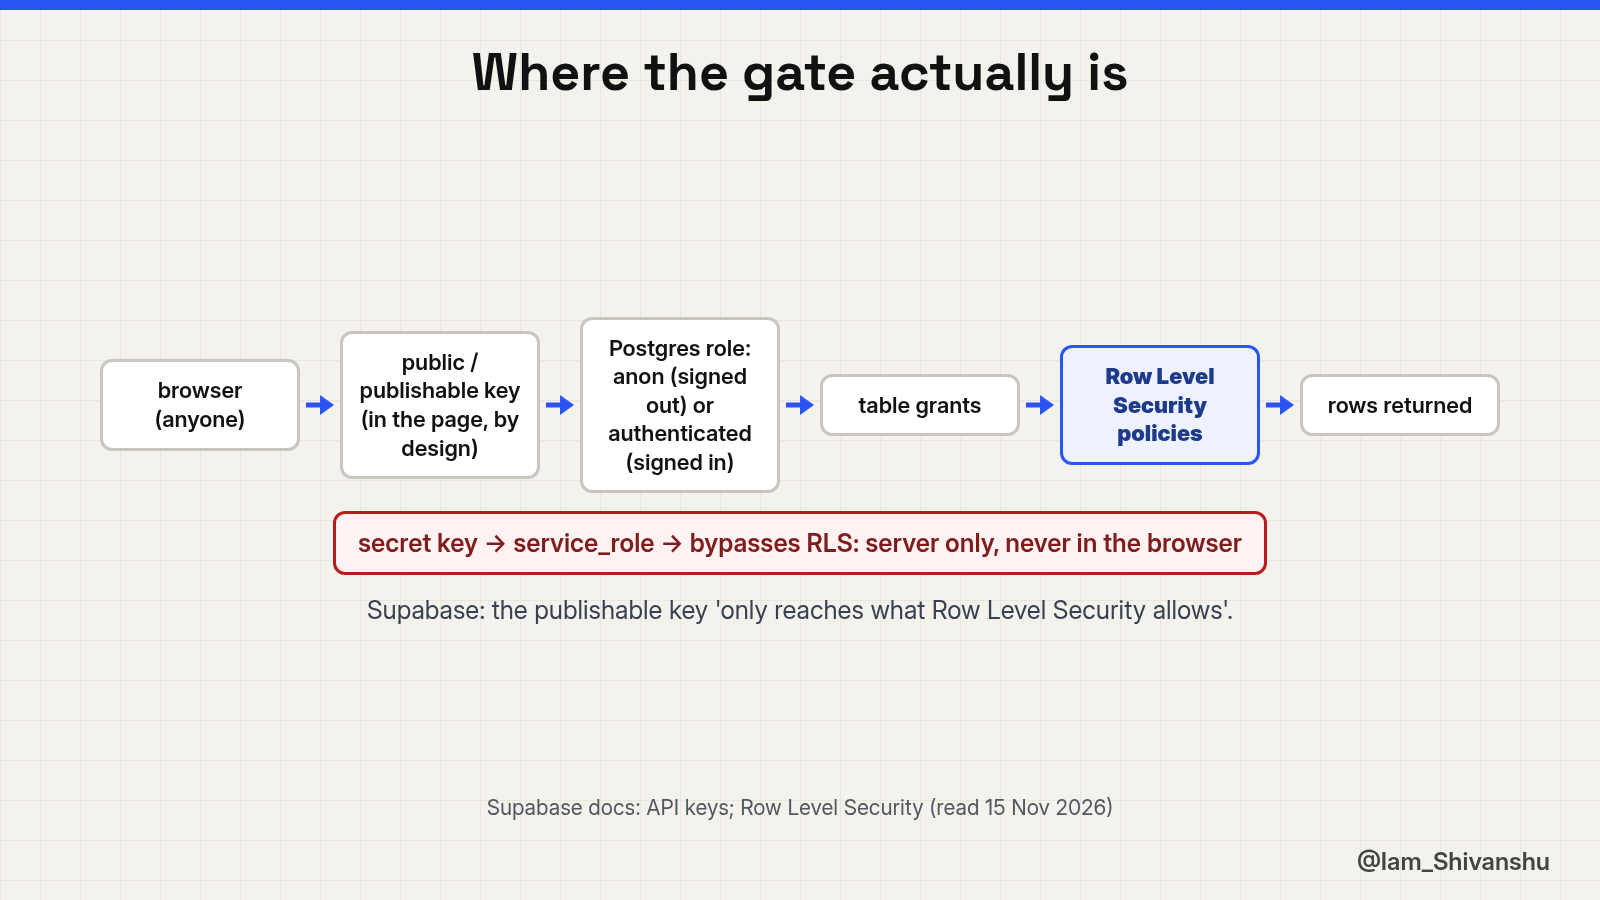 Where the gate actually is
browser
(anyone)
public /
publishable key
(in the page, by
design)
Postgres role:
anon (signed
out) or
authenticated
(signed in)
table grants
Row Level
Security
policies
rows returned
secret key → service_role → bypasses RLS: server only, never in the browser
Supabase: the publishable key 'only reaches what Row Level Security allows'.
Supabase docs: API keys; Row Level Security (read 15 Nov 2026)
@Iam_Shivanshu